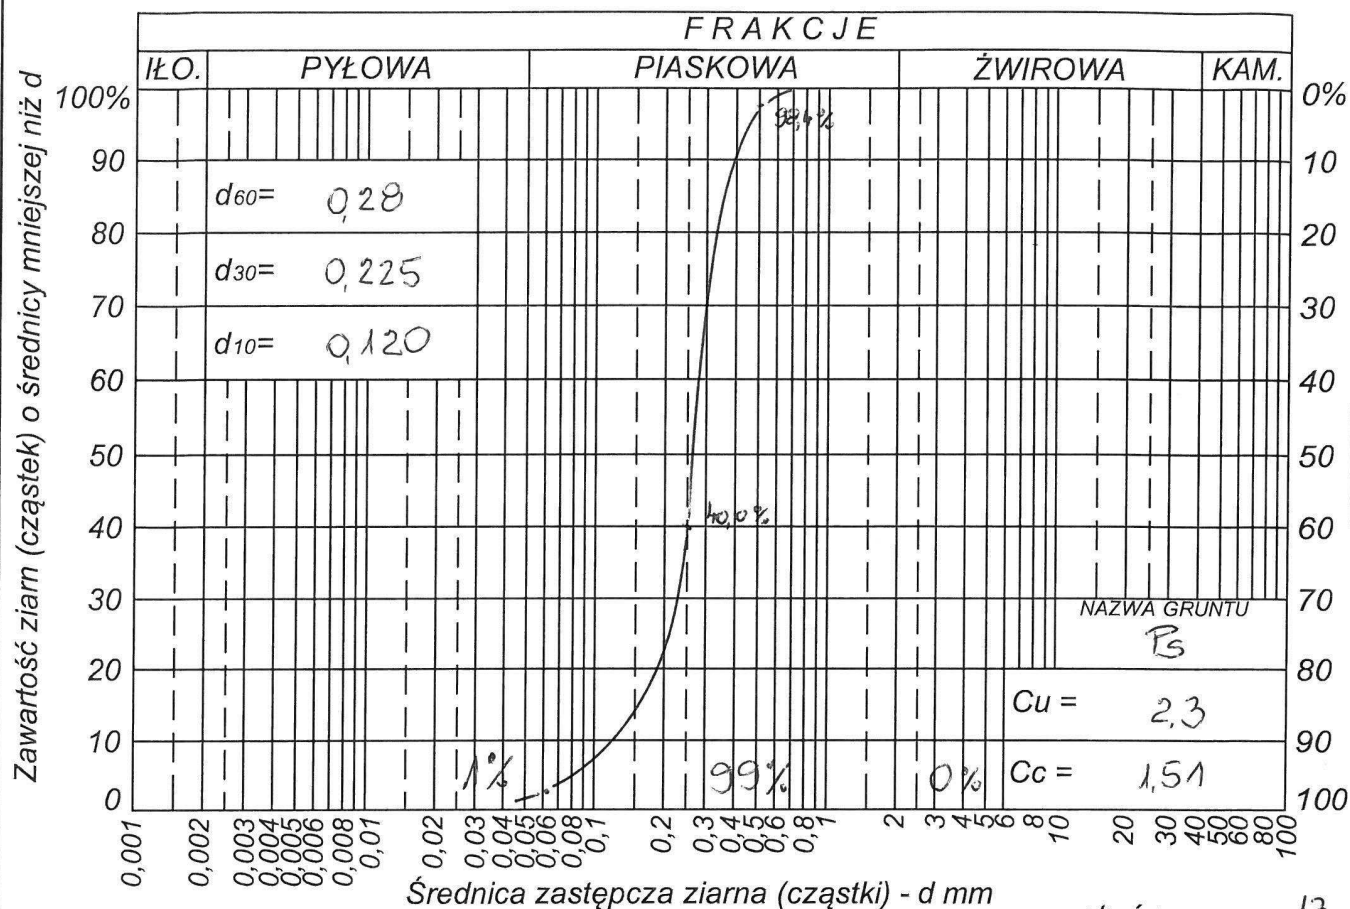 FRAKCJE
IŁO. PYŁOWA PIASKOWA ŻWIROWA KAM.
Zawartość ziarn (cząstek) o średnicy mniejszej niż d
100% 0%
98,4%
90 10
d60= 0,28
80 20
d30= 0,225
70 30
d10= 0,120
60 40
50 50
40 40,0% 60
30 70
NAZWA GRUNTU
Ps
20 80
Cu = 2,3
10 90
1% 99% 0% Cc = 1,51
0 100
0,001 0,002 0,003 0,004 0,005 0,006 0,008 0,01 0,02 0,03 0,04 0,05 0,06 0,08 0,1 0,2 0,3 0,4 0,5 0,6 0,8 1 2 3 4 5 6 8 10 20 30 40 50 60 80 100
Średnica zastępcza ziarna (cząstki) - d mm